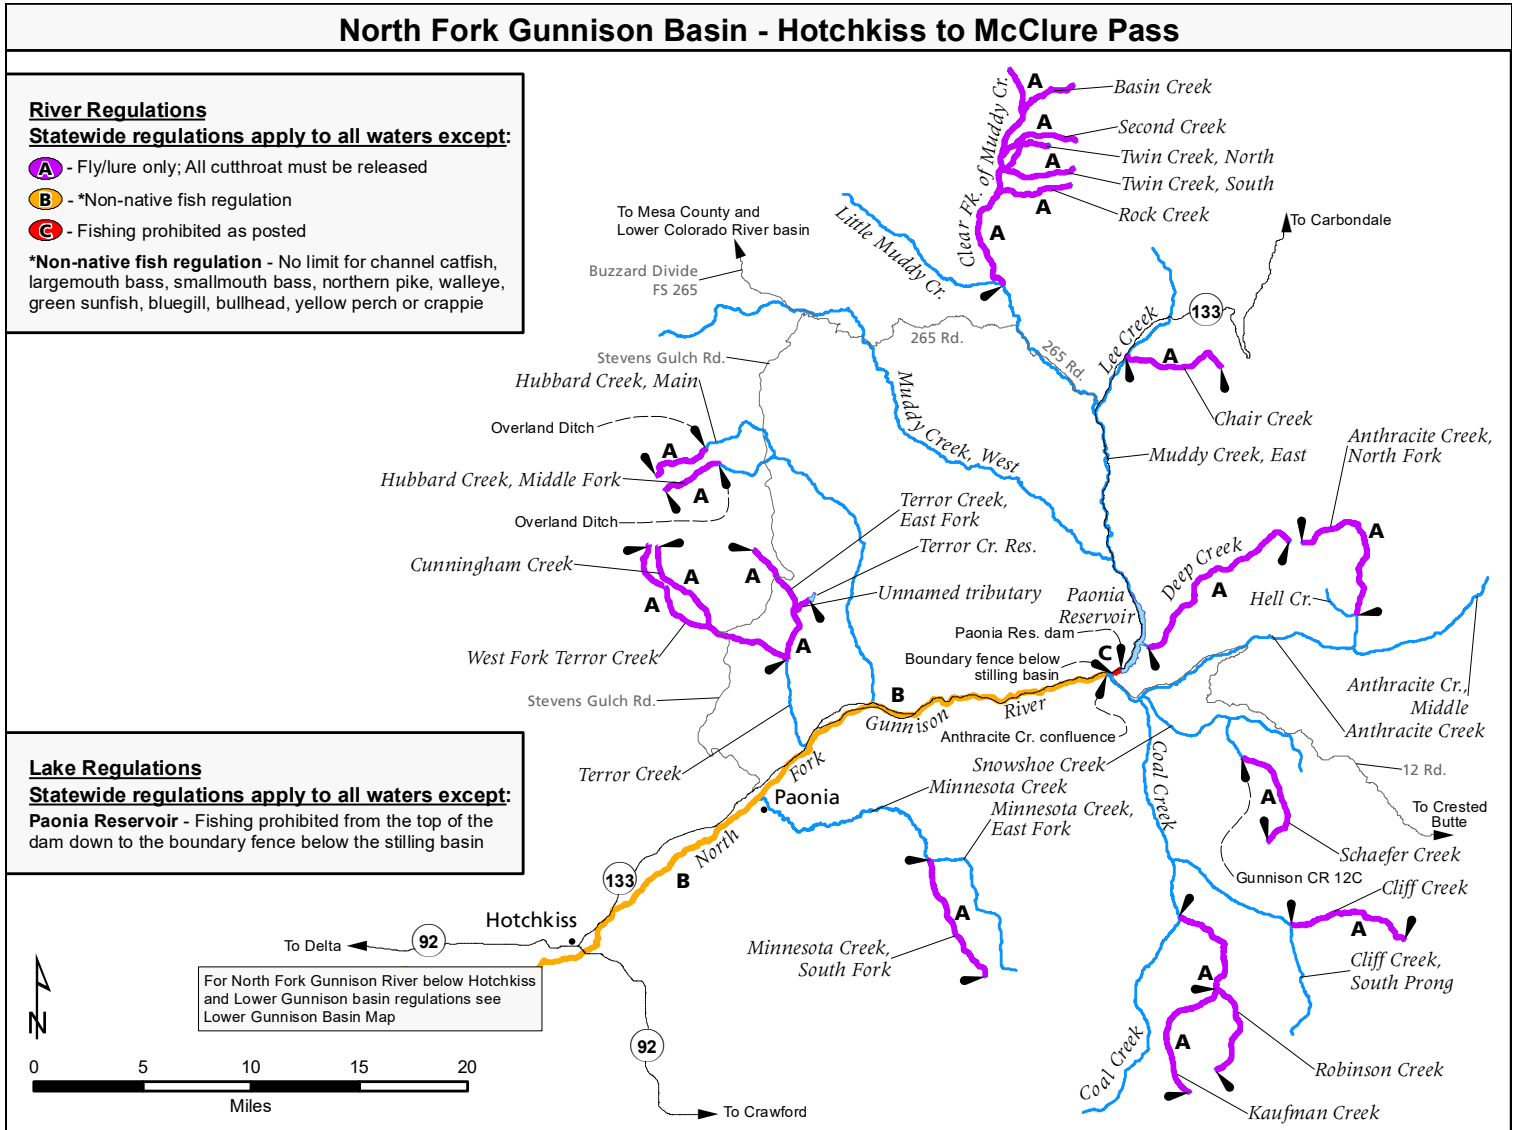 North Fork Gunnison Basin - Hotchkiss to McClure Pass
River Regulations
Statewide regulations apply to all waters except:
A - Fly/lure only; All cutthroat must be released
B - *Non-native fish regulation
C - Fishing prohibited as posted
*Non-native fish regulation - No limit for channel catfish,
largemouth bass, smallmouth bass, northern pike, walleye,
green sunfish, bluegill, bullhead, yellow perch or crappie
Clear Fk. of Muddy Cr.
A
Basin Creek
A
Second Creek
Twin Creek, North
A
Twin Creek, South
A
Rock Creek
A
Little Muddy Cr.
To Mesa County and
Lower Colorado River basin
To Carbondale
Buzzard Divide
FS 265
133
265 Rd.
265 Rd.
Lee Creek
A
Stevens Gulch Rd.
Hubbard Creek, Main
Muddy Creek, West
Chair Creek
Overland Ditch
A
Anthracite Creek,
North Fork
Muddy Creek, East
Hubbard Creek, Middle Fork
A
Overland Ditch
Terror Creek,
East Fork
Terror Cr. Res.
A
Deep Creek
A
Cunningham Creek
A
A
A
Unnamed tributary
Paonia
Reservoir
Hell Cr.
Paonia Res. dam
West Fork Terror Creek
A
C
Boundary fence below
stilling basin
Stevens Gulch Rd.
B
Gunnison
River
Anthracite Cr. confluence
Anthracite Cr.,
Middle
Anthracite Creek
Lake Regulations
Statewide regulations apply to all waters except:
Paonia Reservoir - Fishing prohibited from the top of the
dam down to the boundary fence below the stilling basin
Terror Creek
Fork
Snowshoe Creek
Coal Creek
12 Rd.
Paonia
Minnesota Creek
Minnesota Creek,
East Fork
A
To Crested
Butte
North
Schaefer Creek
133
B
Gunnison CR 12C
Cliff Creek
Hotchkiss
A
A
To Delta
92
Minnesota Creek,
South Fork
Cliff Creek,
South Prong
A
For North Fork Gunnison River below Hotchkiss
and Lower Gunnison basin regulations see
Lower Gunnison Basin Map
N
92
A
Coal Creek
Robinson Creek
0 5 10 15 20
Miles
To Crawford
Kaufman Creek